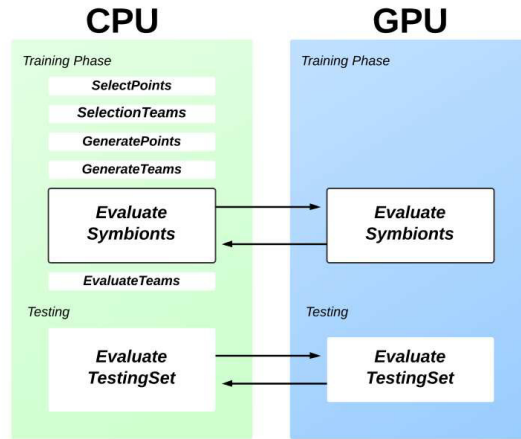 CPU
GPU
Training Phase
Training Phase
SelectPoints
SelectionTeams
GeneratePoints
GenerateTeams
Evaluate
Symbionts
Evaluate
Symbionts
EvaluateTeams
Testing
Testing
Evaluate
TestingSet
Evaluate
TestingSet